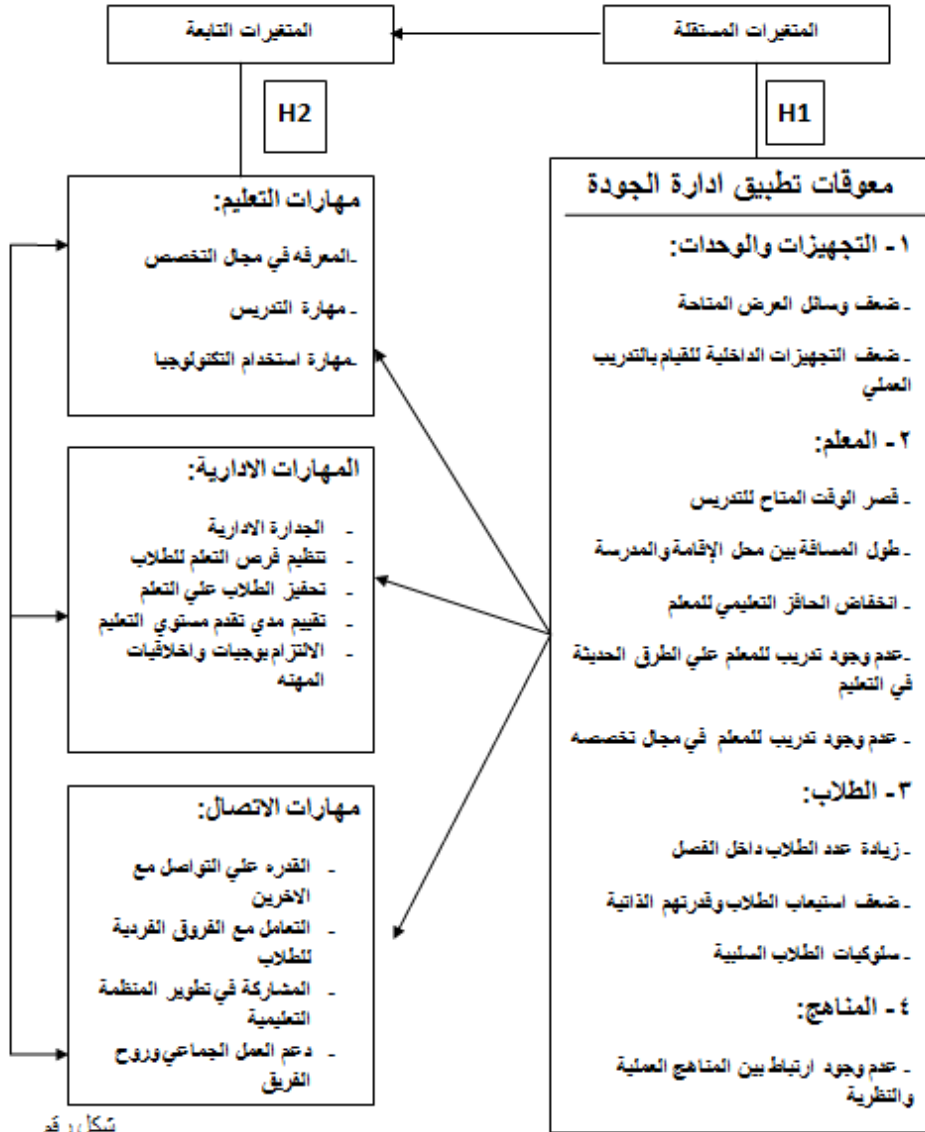 المتغيرات المستقلة
المتغيرات التابعة
H1
H2
معوقات تطبيق ادارة الجودة
١- التجهيزات والوحدات:
- ضعف وسائل العرض المتاحة
- ضعف التجهيزات الداخلية للقيام بالتدريب
العملي
٢- المعلم:
- قصر الوقت المتاح للتدريس
- طول المسافة بين محل الإقامة والمدرسة
- انخفاض الحافز التعليمي للمعلم
-عدم وجود تدريب للمعلم علي الطرق الحديثة
في التعليم
- عدم وجود تدريب للمعلم في مجال تخصصه
٣- الطلاب:
- زيادة عدد الطلاب داخل الفصل
- ضعف استيعاب الطلاب وقدرتهم الذاتية
- سلوكيات الطلاب السلبية
٤- المناهج:
- عدم وجود ارتباط بين المناهج العملية
والنظرية
مهارات التعليم:
-المعرفه في مجال التخصص
- مهارة التدريس
-مهارة استخدام التكنولوجيا
المهارات الادارية:
- الجدارة الادارية
- تنظيم فرص التعلم للطلاب
- تحفيز الطلاب علي التعلم
- تقييم مدي تقدم مستوي التعليم
- الالتزام بوجبات واخلاقيات
المهنه
مهارات الاتصال:
- القدره علي التواصل مع
الاخرين
- التعامل مع الفروق الفردية
للطلاب
- المشاركة في تطوير المنظمة
التعليمية
- دعم العمل الجماعي وروح
الفريق
شكل رقم